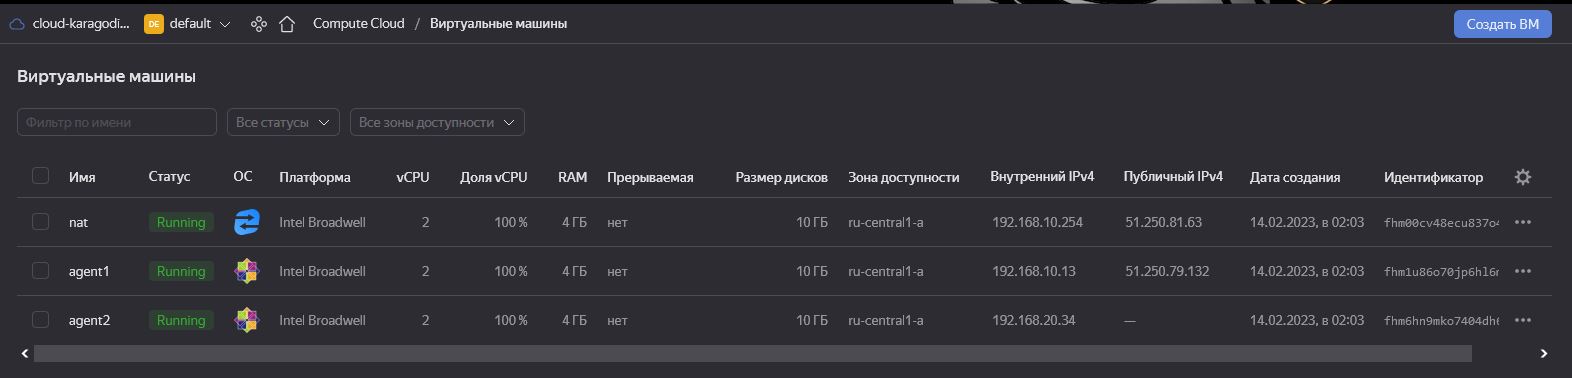 cloud-karagodi... DE default Compute Cloud / Виртуальные машины Создать ВМ
Виртуальные машины
Фильтр по имени Все статусы Все зоны доступности
Имя Статус ОС Платформа vCPU Доля vCPU RAM Прерываемая Размер дисков Зона доступности Внутренний IPv4 Публичный IPv4 Дата создания Идентификатор
nat Running Intel Broadwell 2 100 % 4 ГБ нет 10 ГБ ru-central1-a 192.168.10.254 51.250.81.63 14.02.2023, в 02:03 fhm00cv48ecu837o4
agent1 Running Intel Broadwell 2 100 % 4 ГБ нет 10 ГБ ru-central1-a 192.168.10.13 51.250.79.132 14.02.2023, в 02:03 fhm1u86o70jp6hl6
agent2 Running Intel Broadwell 2 100 % 4 ГБ нет 10 ГБ ru-central1-a 192.168.20.34 — 14.02.2023, в 02:03 fhm6hn9mko7404dh6